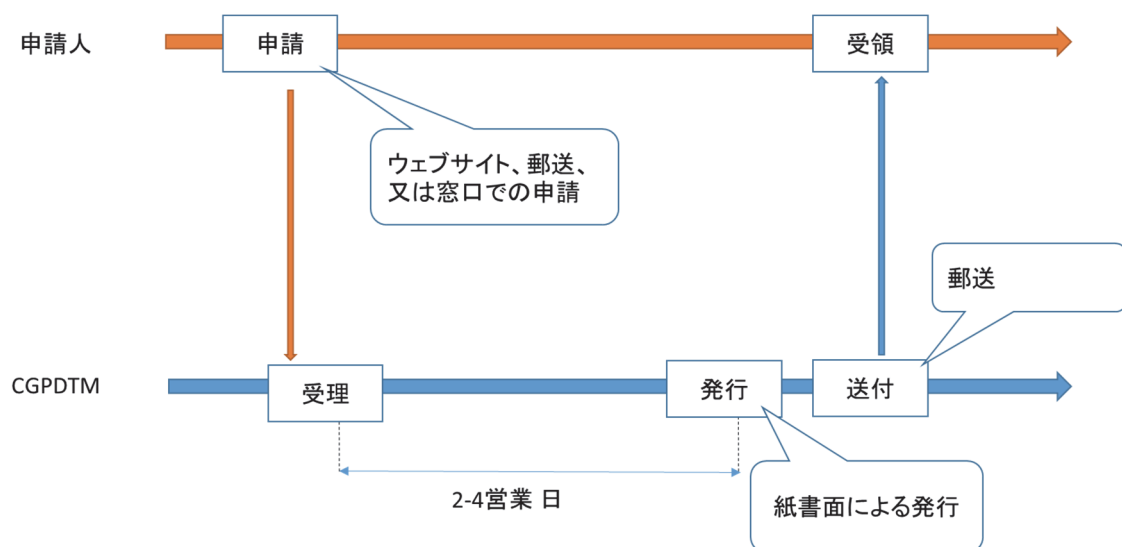 申請人
申請
受領
ウェブサイト、郵送、
又は窓口での申請
郵送
CGPDTM
受理
発行
送付
2-4営業 日
紙書面による発行